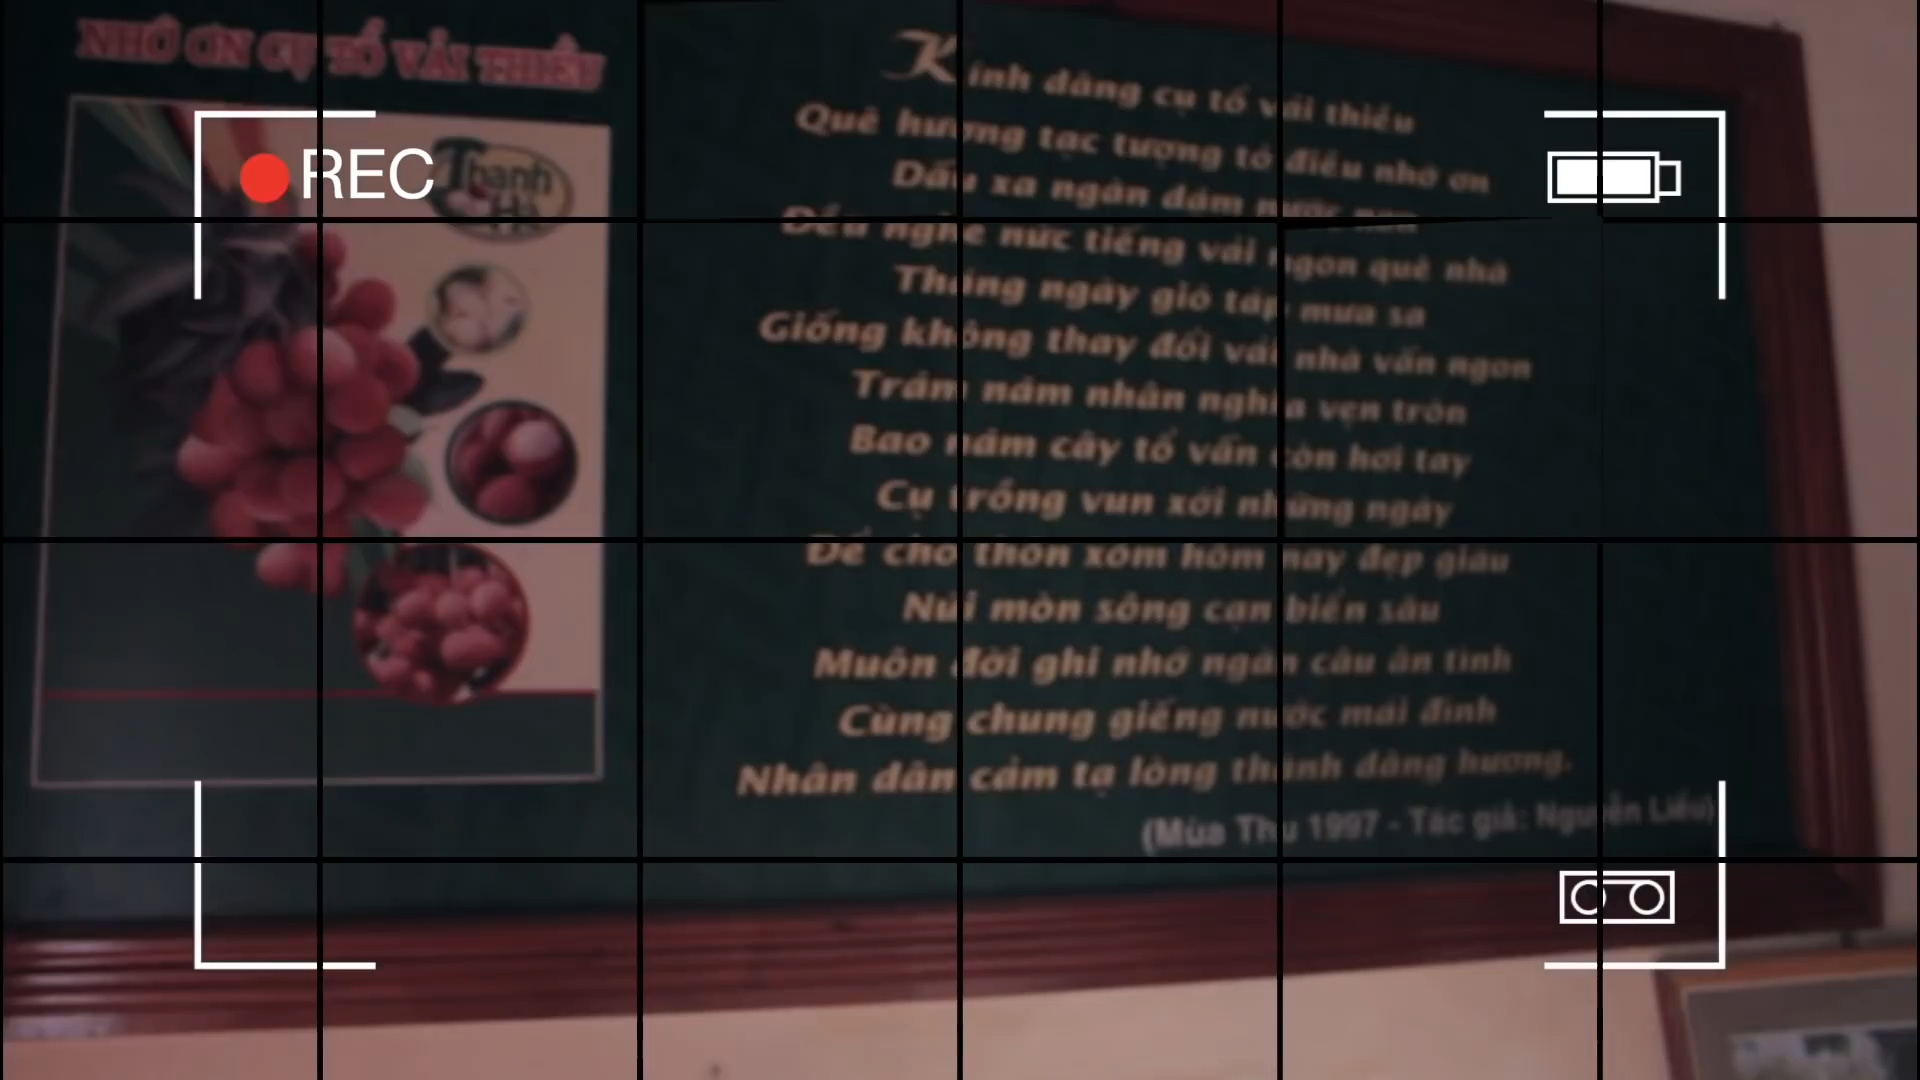 NHỚ ƠN CỤ TỔ VẢI THIỀU
REC
Thanh
Hà
Kính dâng cụ tổ vải thiều
Quê hương tạc tượng tỏ điều nhớ ơn
Dẫu xa ngàn dặm nước non
Đều nghe nức tiếng vải ngon quê nhà
Tháng ngày gió táp mưa sa
Giống không thay đổi vải nhà vẫn ngon
Trăm năm nhân nghĩa vẹn tròn
Bao năm cây tổ vẫn còn hơi tay
Cụ trồng vun xới những ngày
Để cho thôn xóm hôm nay đẹp giàu
Núi mòn sông cạn biển sâu
Muôn đời ghi nhớ ngàn câu ân tình
Cùng chung giếng nước mái đình
Nhân dân cảm tạ lòng thành dâng hương.
(Mùa Thu 1997 - Tác giả: Nguyễn Liễu)